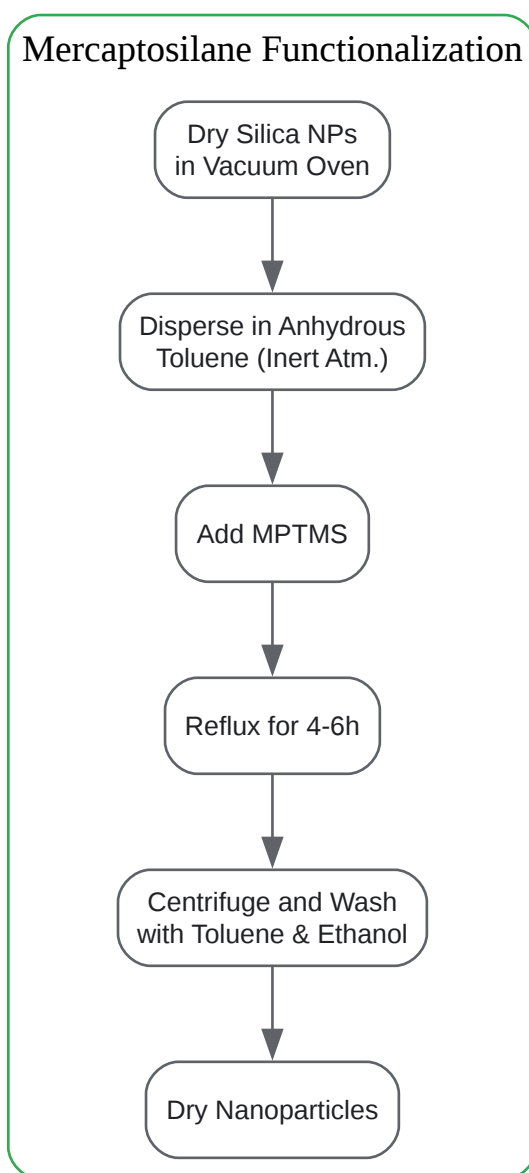 Mercaptosilane Functionalization
Dry Silica NPs
in Vacuum Oven
Disperse in Anhydrous
Toluene (Inert Atm.)
Add MPTMS
Reflux for 4-6h
Centrifuge and Wash
with Toluene & Ethanol
Dry Nanoparticles